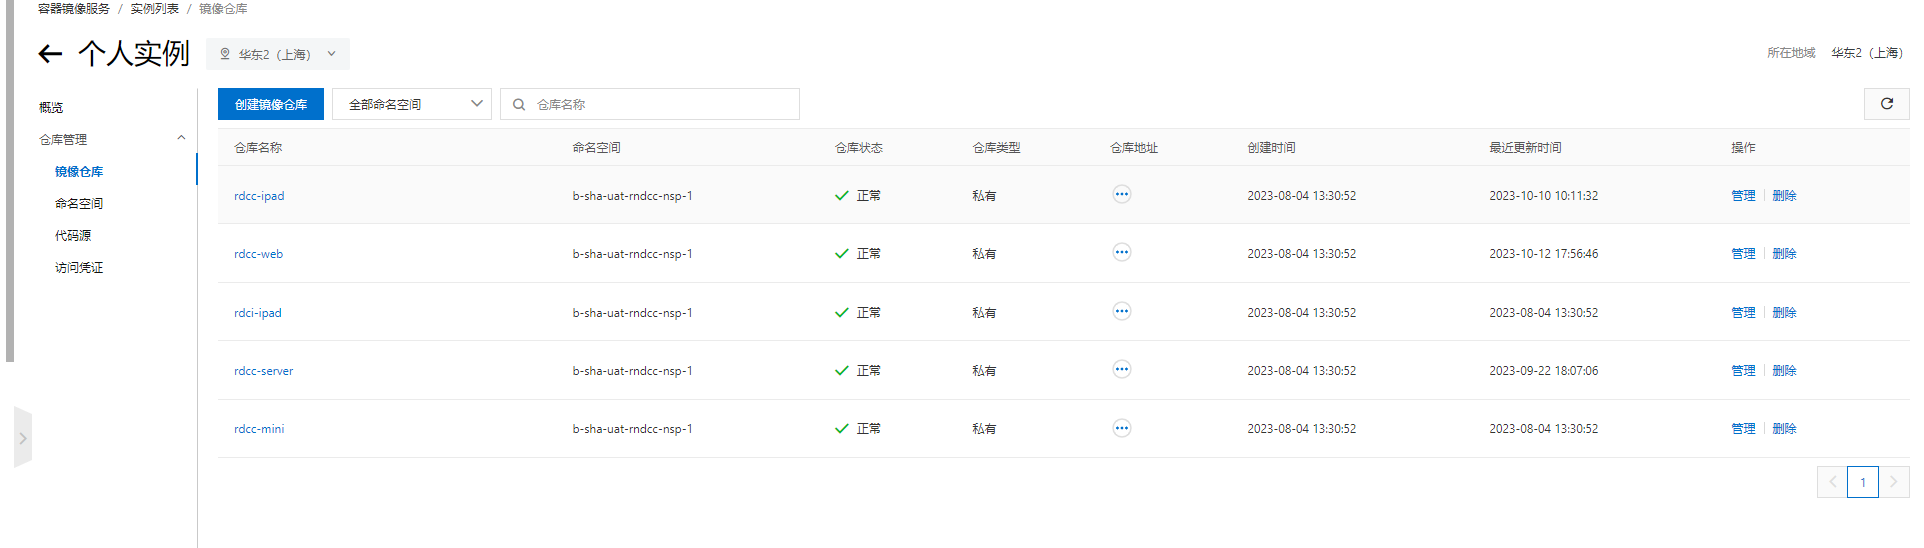 容器镜像服务 / 实例列表 / 镜像仓库
个人实例 华东2（上海） 所在地域 华东2（上海）
概览
仓库管理
镜像仓库
命名空间
代码源
访问凭证
创建镜像仓库 全部命名空间 仓库名称
仓库名称 命名空间 仓库状态 仓库类型 仓库地址 创建时间 最近更新时间 操作
rdcc-ipad b-sha-uat-rndcc-nsp-1 正常 私有 2023-08-04 13:30:52 2023-10-10 10:11:32 管理 删除
rdcc-web b-sha-uat-rndcc-nsp-1 正常 私有 2023-08-04 13:30:52 2023-10-12 17:56:46 管理 删除
rdci-ipad b-sha-uat-rndcc-nsp-1 正常 私有 2023-08-04 13:30:52 2023-08-04 13:30:52 管理 删除
rdcc-server b-sha-uat-rndcc-nsp-1 正常 私有 2023-08-04 13:30:52 2023-09-22 18:07:06 管理 删除
rdcc-mini b-sha-uat-rndcc-nsp-1 正常 私有 2023-08-04 13:30:52 2023-08-04 13:30:52 管理 删除
1